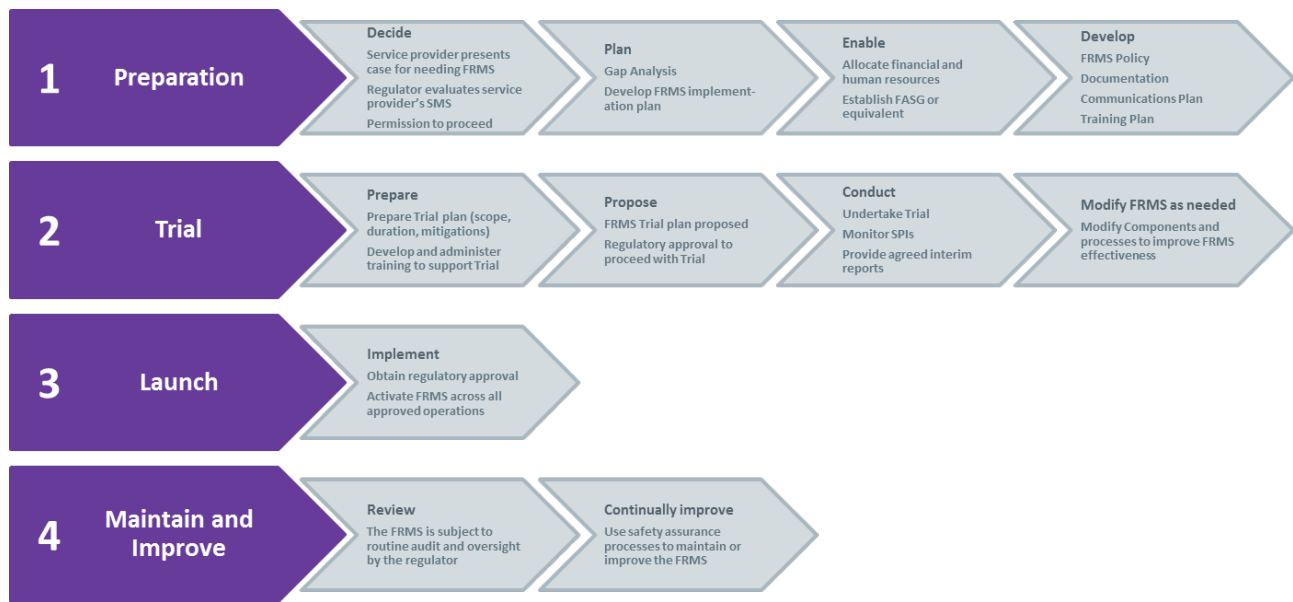 1
Preparation
Decide
Service provider presents
case for needing FRMS
Regulator evaluates service
provider's SMS
Permission to proceed
Plan
Gap Analysis
Develop FRMS implement-
ation plan
Enable
Allocate financial and
human resources
Establish FASG or
equivalent
Develop
FRMS Policy
Documentation
Communications Plan
Training Plan
2
Trial
Prepare
Prepare Trial plan (scope,
duration, mitigations)
Develop and administer
training to support Trial
Propose
FRMS Trial plan proposed
Regulatory approval to
proceed with Trial
Conduct
Undertake Trial
Monitor SPIs
Provide agreed interim
reports
Modify FRMS as needed
Modify Components and
processes to improve FRMS
effectiveness
3
Launch
Implement
Obtain regulatory approval
Activate FRMS across all
approved operations
4
Maintain and
Improve
Review
The FRMS is subject to
routine audit and oversight
by the regulator
Continually improve
Use safety assurance
processes to maintain or
improve the FRMS